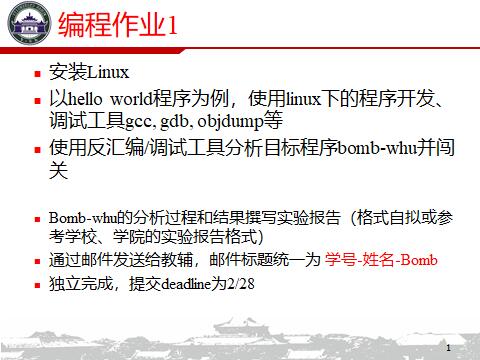 编程作业1
安装Linux
以hello world程序为例，使用linux下的程序开发、
调试工具gcc, gdb, objdump等
使用反汇编/调试工具分析目标程序bomb-whu并闯
关
Bomb-whu的分析过程和结果撰写实验报告（格式自拟或参
考学校、学院的实验报告格式）
通过邮件发送给教辅，邮件标题统一为 学号-姓名-Bomb
独立完成，提交deadline为2/28
1